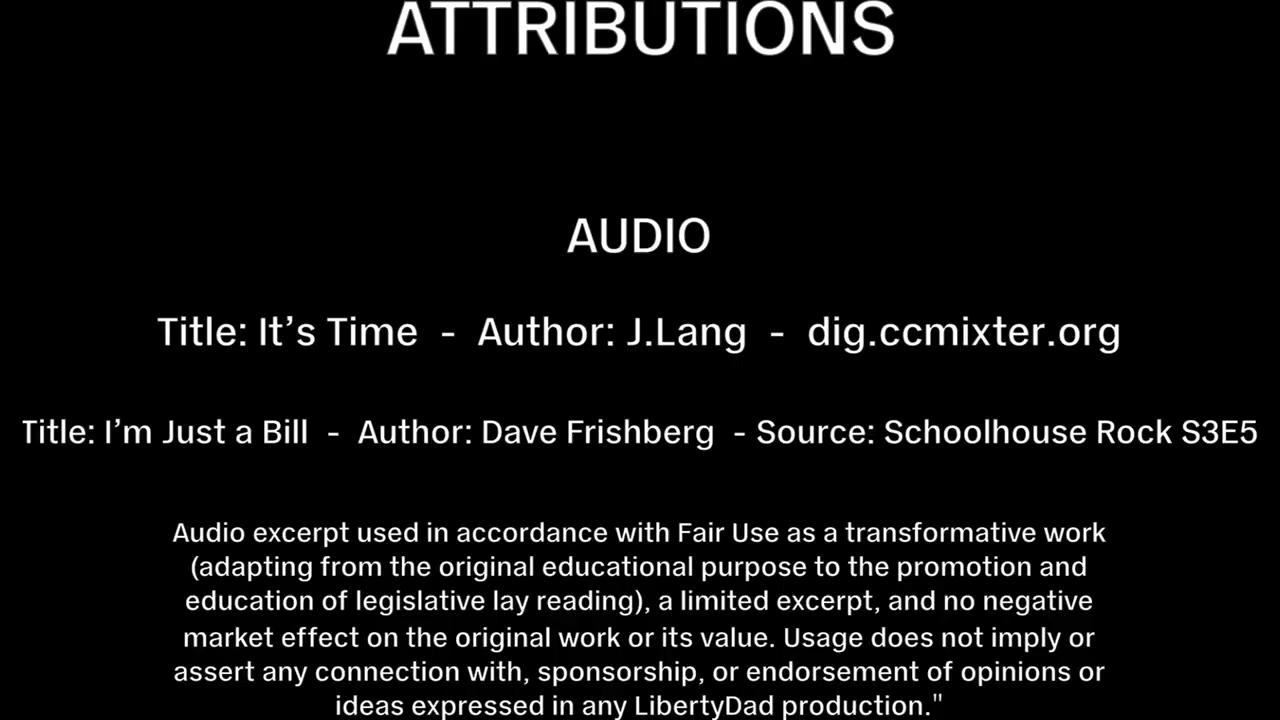 ATTRIBUTIONS
AUDIO
Title: It’s Time - Author: J.Lang - dig.ccmixter.org
Title: I’m Just a Bill - Author: Dave Frishberg - Source: Schoolhouse Rock S3E5
Audio excerpt used in accordance with Fair Use as a transformative work
(adapting from the original educational purpose to the promotion and
education of legislative lay reading), a limited excerpt, and no negative
market effect on the original work or its value. Usage does not imply or
assert any connection with, sponsorship, or endorsement of opinions or
ideas expressed in any LibertyDad production."